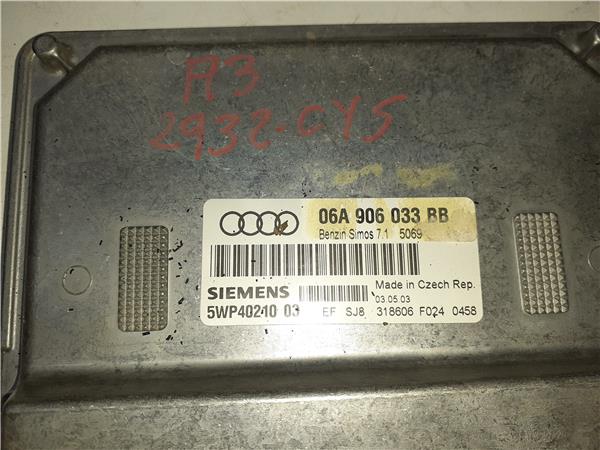 A3
2932-CYS
06A 906 033 BB
Benzin Simos 7.1 5069
Made in Czech Rep.
SIEMENS
03.05.03
5WP40210 03 EF SJ8 318606 F024 0458